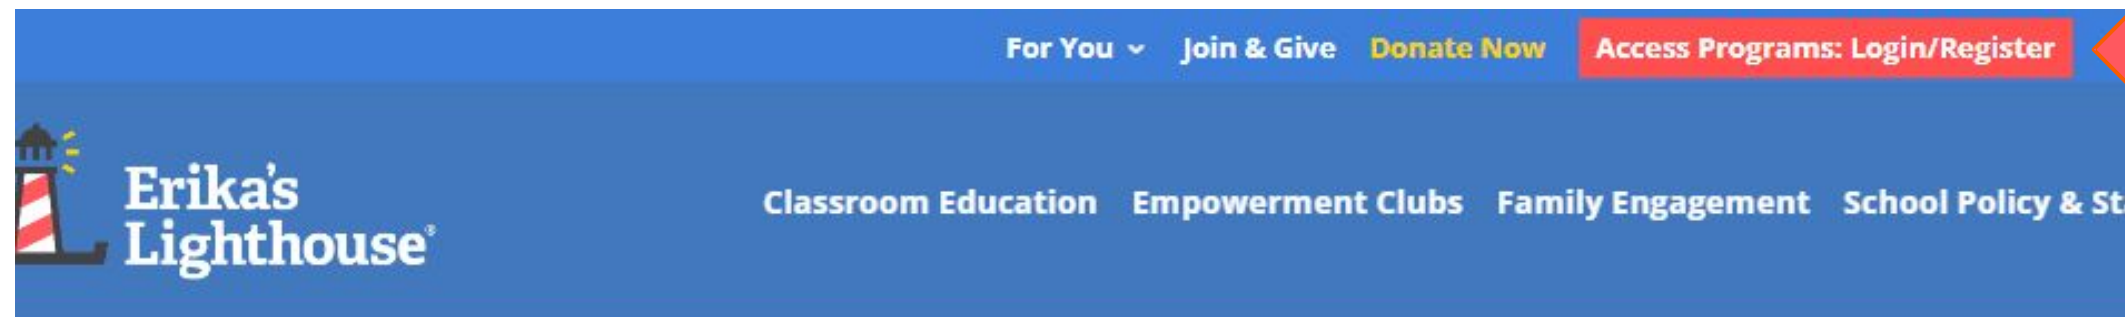 For You Join & Give Donate Now Access Programs: Login/Register
Erika's
Lighthouse®
Classroom Education Empowerment Clubs Family Engagement School Policy &